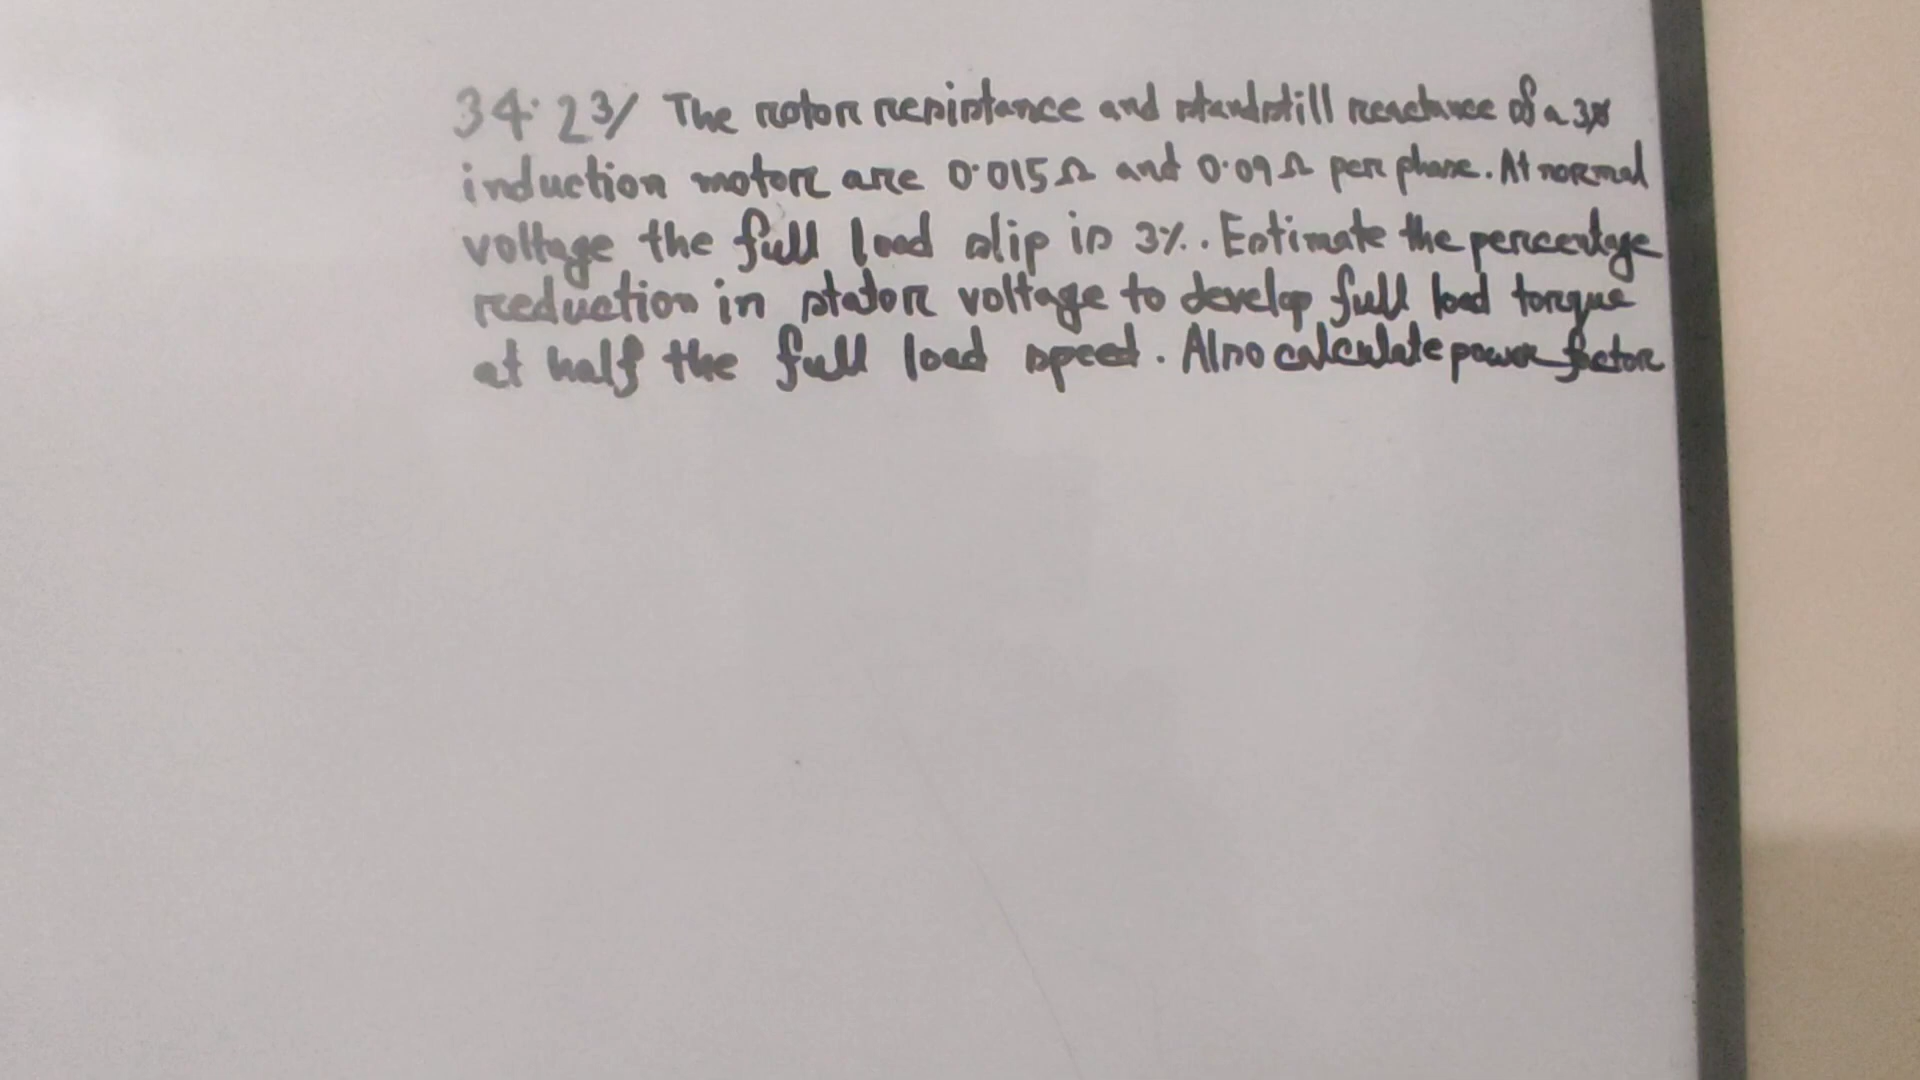 34.23/ The rotor resistance and standstill reactance of a 3φ
induction motor are 0.015Ω and 0.09Ω per phase. At normal
voltage the full load slip is 3%. Estimate the percentage
reduction in stator voltage to develop full load torque
at half the full load speed. Also calculate power factor